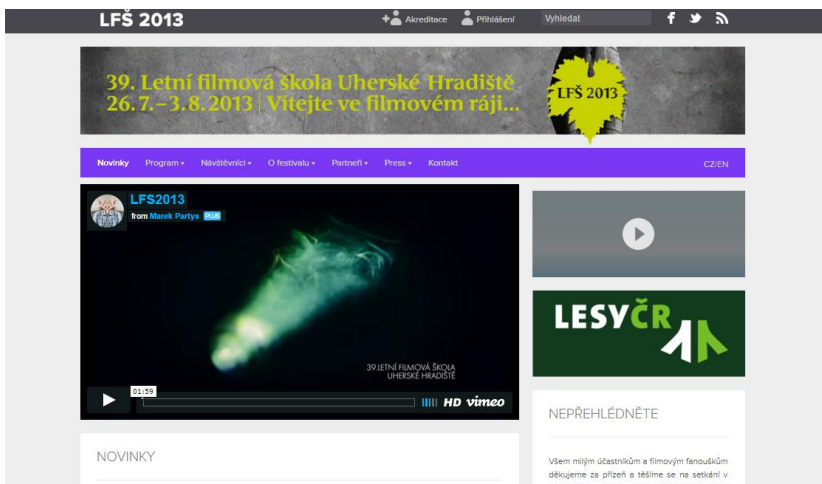 LFŠ 2013
Akreditace
Přihlášení
Vyhledat
39. Letní filmová škola Uherské Hradiště
26.7.–3.8.2013 | Vítejte ve filmovém ráji...
LFŠ 2013
Novinky Program Návštěvníci O festivalu Partneři Press Kontakt CZ/EN
LFS2013
from Marek Partys PLUS
39.LETNÍ FILMOVÁ ŠKOLA
UHERSKÉ HRADIŠTĚ
01:59
HD vimeo
LESYČR
NEPŘEHLÉDNĚTE
Všem milým účastníkům a filmovým fanouškům
děkujeme za přízeň a těšíme se na setkání v
NOVINKY